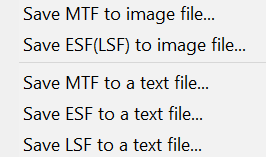 Save MTF to image file...
Save ESF(LSF) to image file...
Save MTF to a text file...
Save ESF to a text file...
Save LSF to a text file...